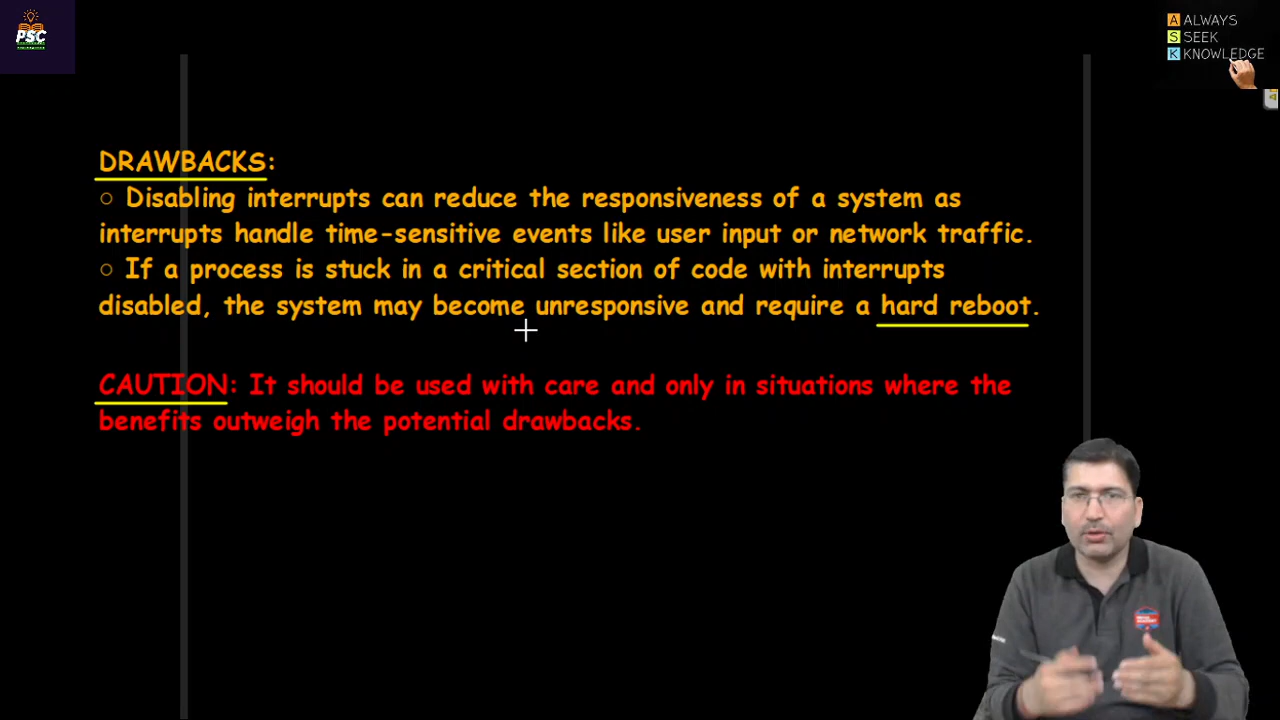 PSC
ALWAYS
SEEK
KNOWLEDGE
DRAWBACKS:
○ Disabling interrupts can reduce the responsiveness of a system as
interrupts handle time-sensitive events like user input or network traffic.
○ If a process is stuck in a critical section of code with interrupts
disabled, the system may become unresponsive and require a hard reboot.
CAUTION: It should be used with care and only in situations where the
benefits outweigh the potential drawbacks.